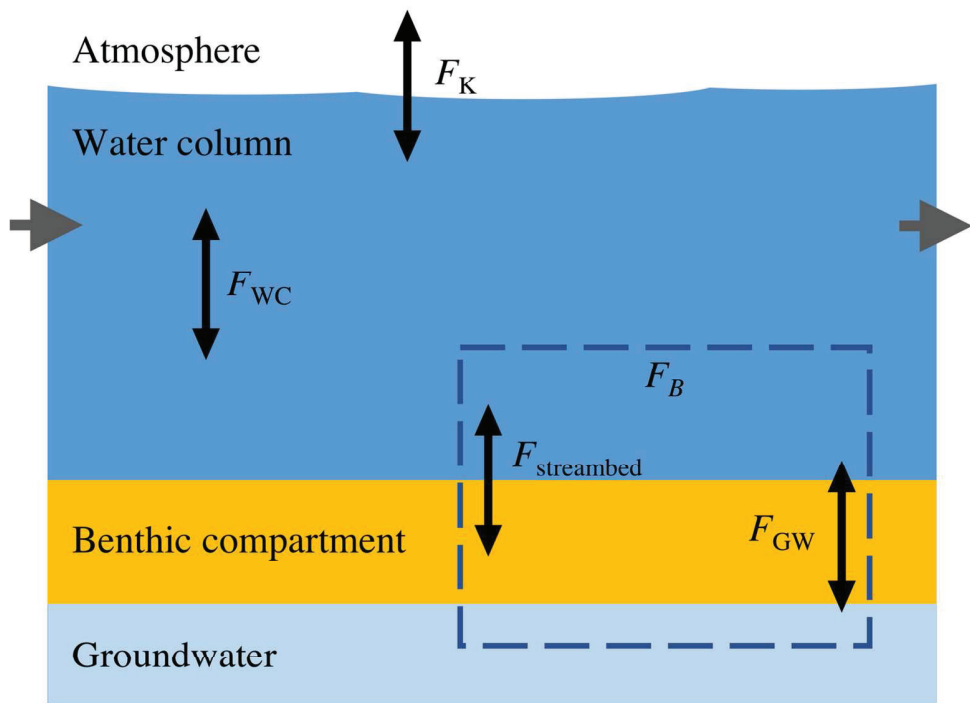 Atmosphere
F_K
Water column
F_WC
F_B
F_streambed
Benthic compartment
F_GW
Groundwater